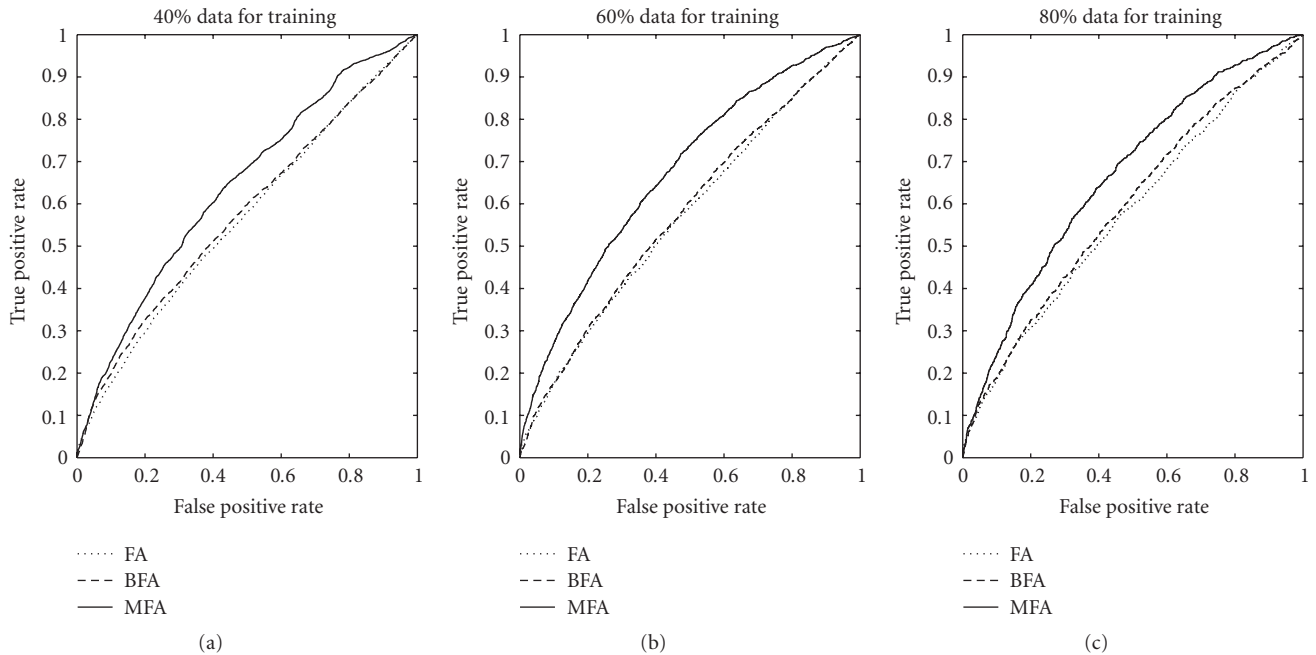 40% data for training
1
0.9
0.8
0.7
0.6
0.5
0.4
0.3
0.2
0.1
0
0 0.2 0.4 0.6 0.8 1
True positive rate
False positive rate
FA
BFA
MFA
(a)
60% data for training
1
0.9
0.8
0.7
0.6
0.5
0.4
0.3
0.2
0.1
0
0 0.2 0.4 0.6 0.8 1
True positive rate
False positive rate
FA
BFA
MFA
(b)
80% data for training
1
0.9
0.8
0.7
0.6
0.5
0.4
0.3
0.2
0.1
0
0 0.2 0.4 0.6 0.8 1
True positive rate
False positive rate
FA
BFA
MFA
(c)